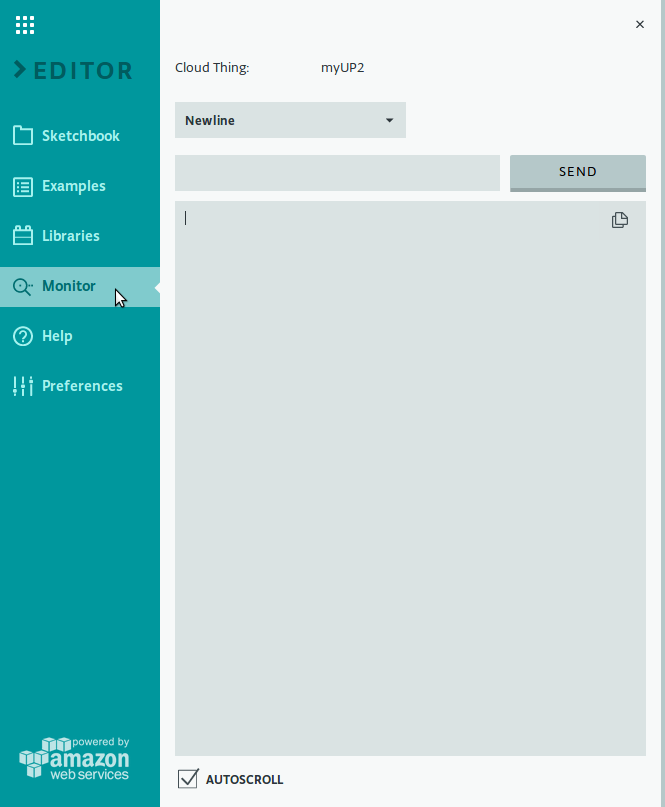 EDITOR
Sketchbook
Examples
Libraries
Monitor
Help
Preferences
powered by
amazon
web services
Cloud Thing: myUP2
Newline
SEND
AUTOSCROLL